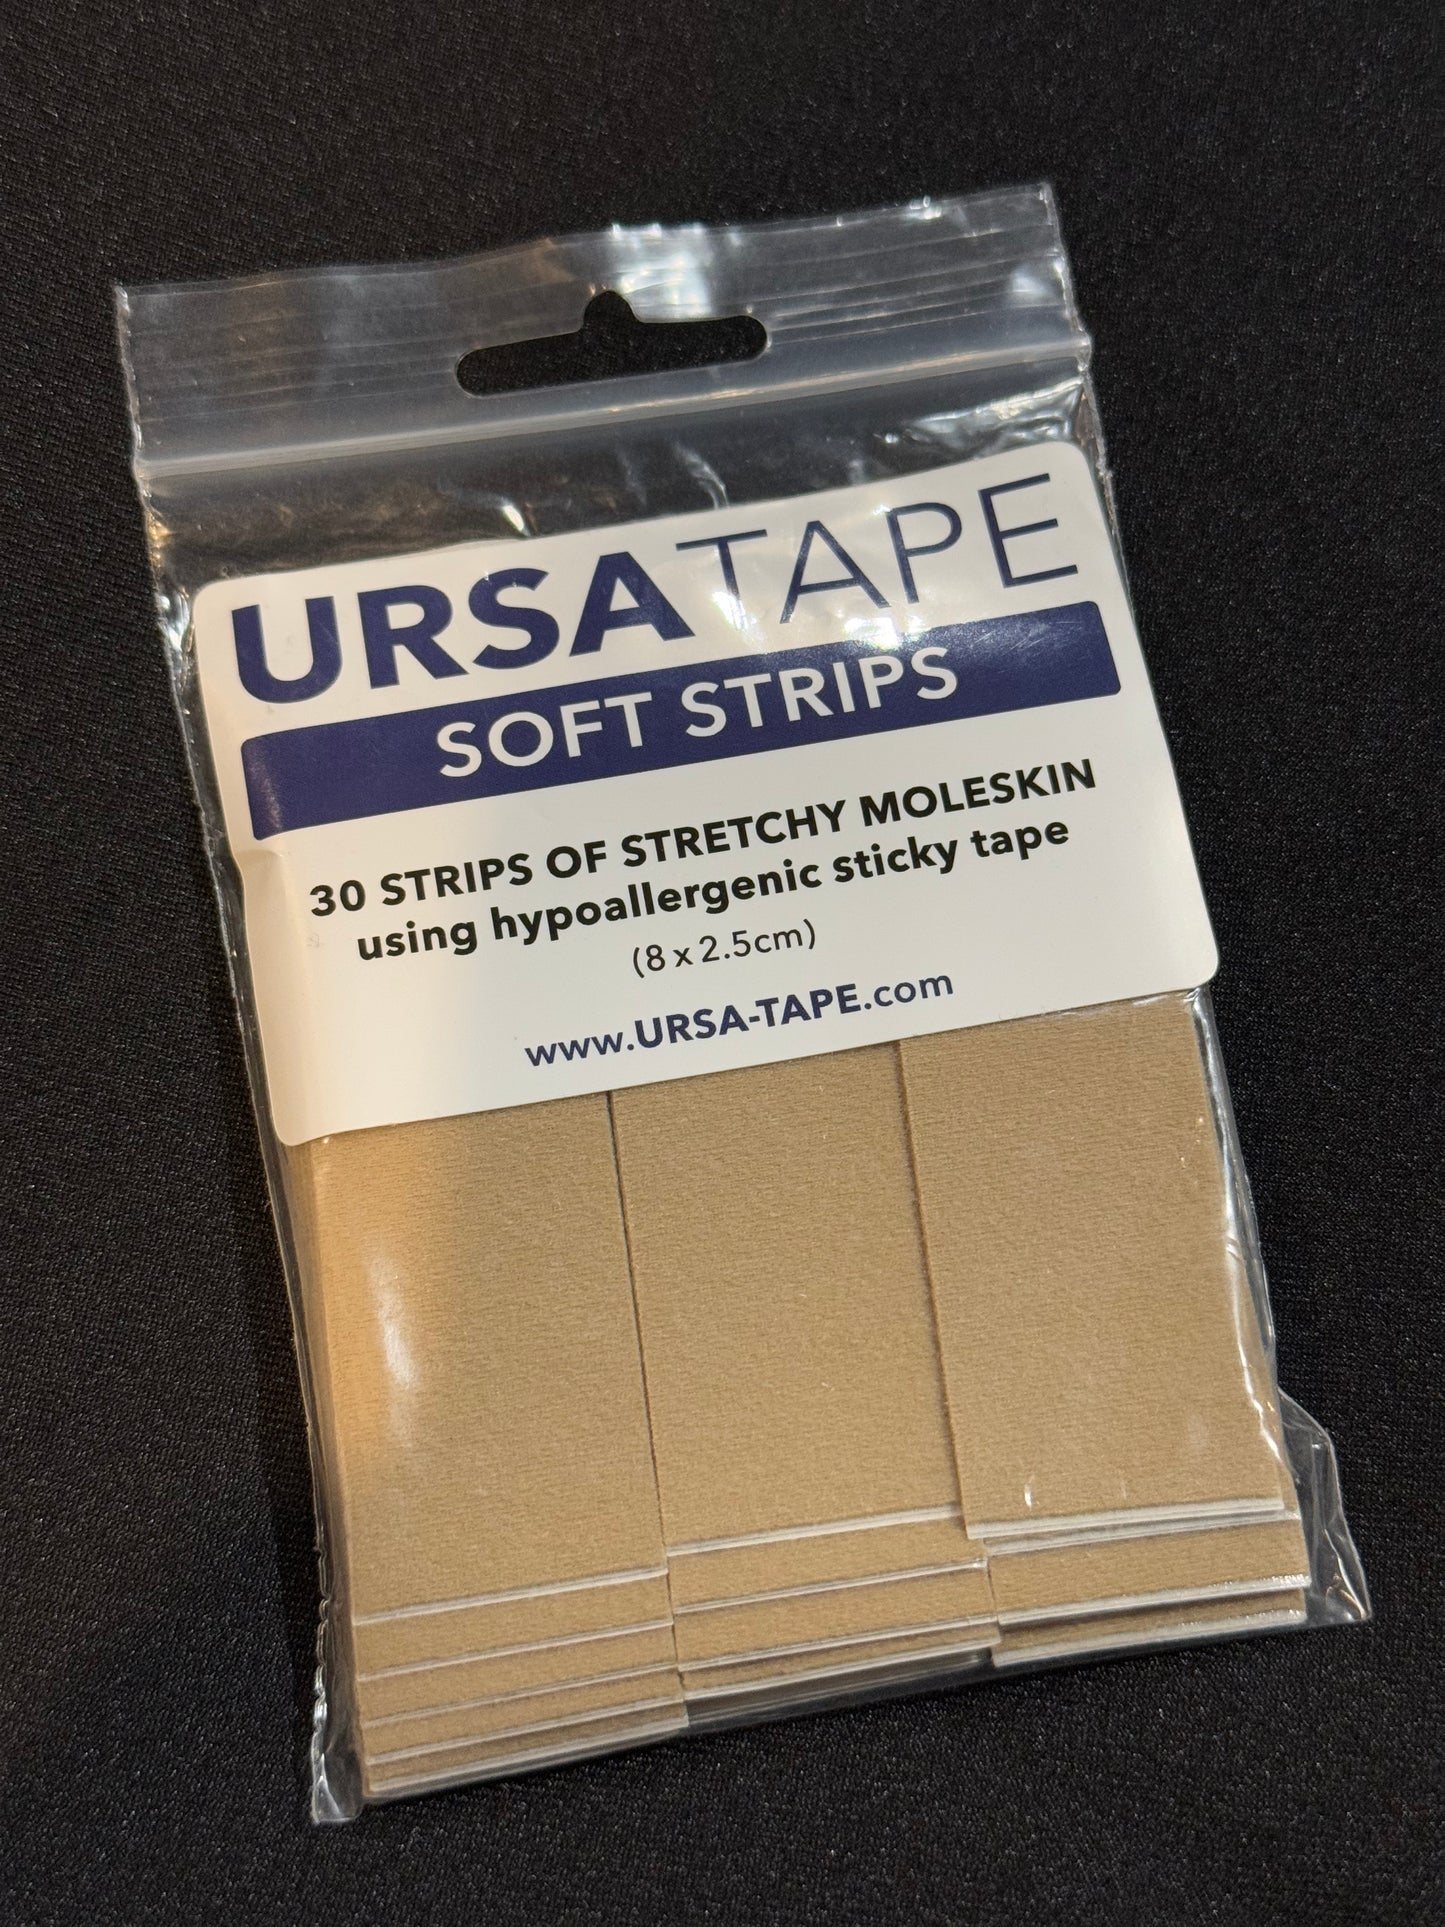 URSATAPE
SOFT STRIPS
30 STRIPS OF STRETCHY MOLESKIN
using hypoallergenic sticky tape
(8 x 2.5cm)
www.URSA-TAPE.com